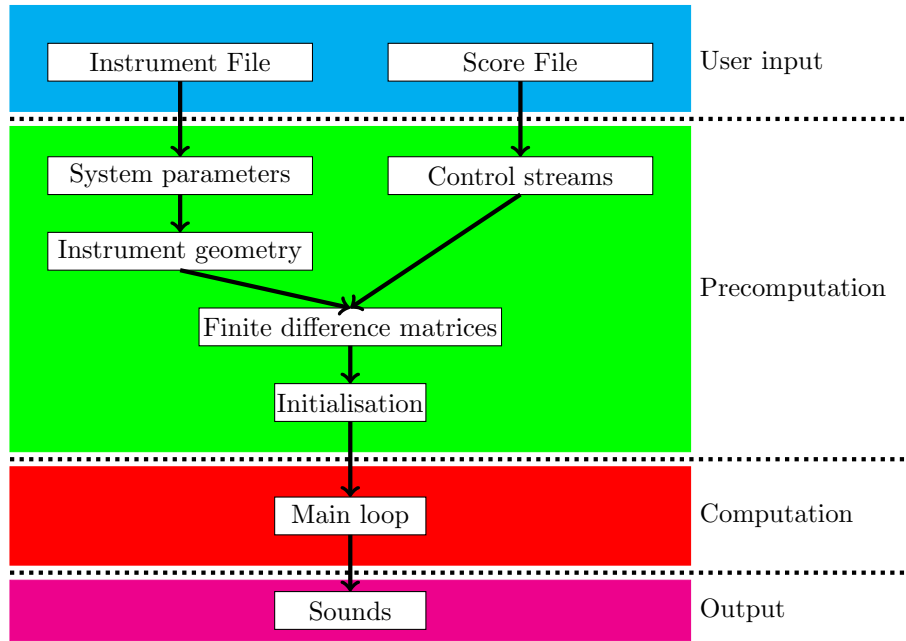 Instrument File
Score File
User input
System parameters
Control streams
Instrument geometry
Precomputation
Finite difference matrices
Initialisation
Main loop
Computation
Sounds
Output